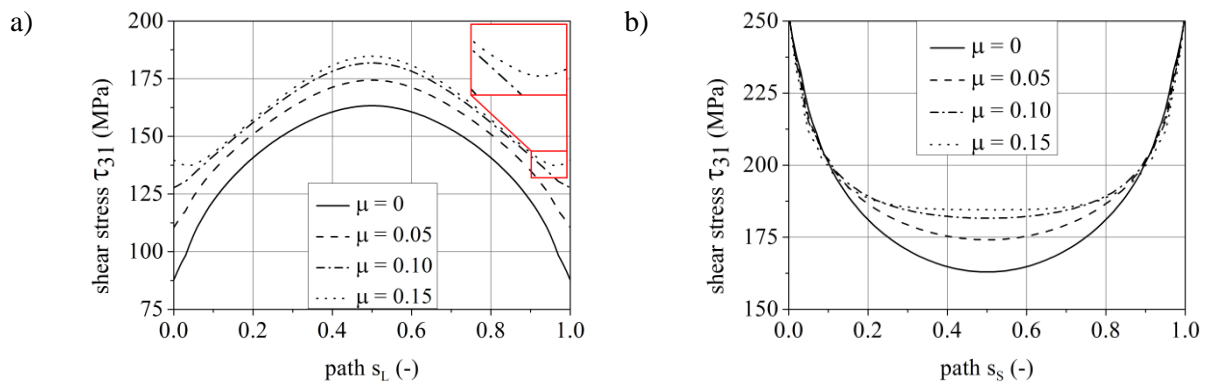 a)
shear stress τ31 (MPa)
200
175
150
125
100
75
μ = 0
μ = 0.05
μ = 0.10
μ = 0.15
0.0 0.2 0.4 0.6 0.8 1.0
path sL (-)
b)
shear stress τ31 (MPa)
250
225
200
175
150
μ = 0
μ = 0.05
μ = 0.10
μ = 0.15
0.0 0.2 0.4 0.6 0.8 1.0
path sS (-)